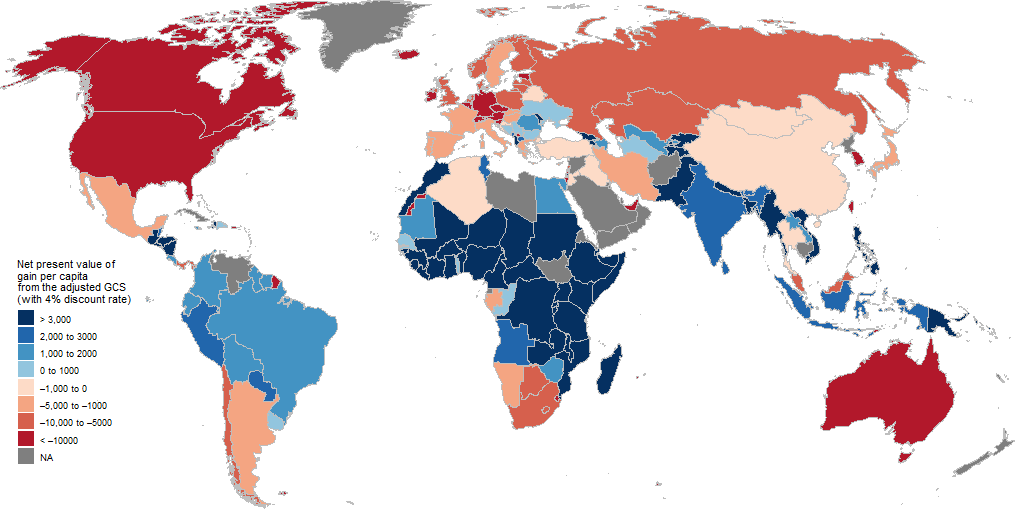 Net present value of
gain per capita
from the adjusted GCS
(with 4% discount rate)
> 3,000
2,000 to 3000
1,000 to 2000
0 to 1000
–1,000 to 0
–5,000 to –1000
–10,000 to –5000
< –10000
NA